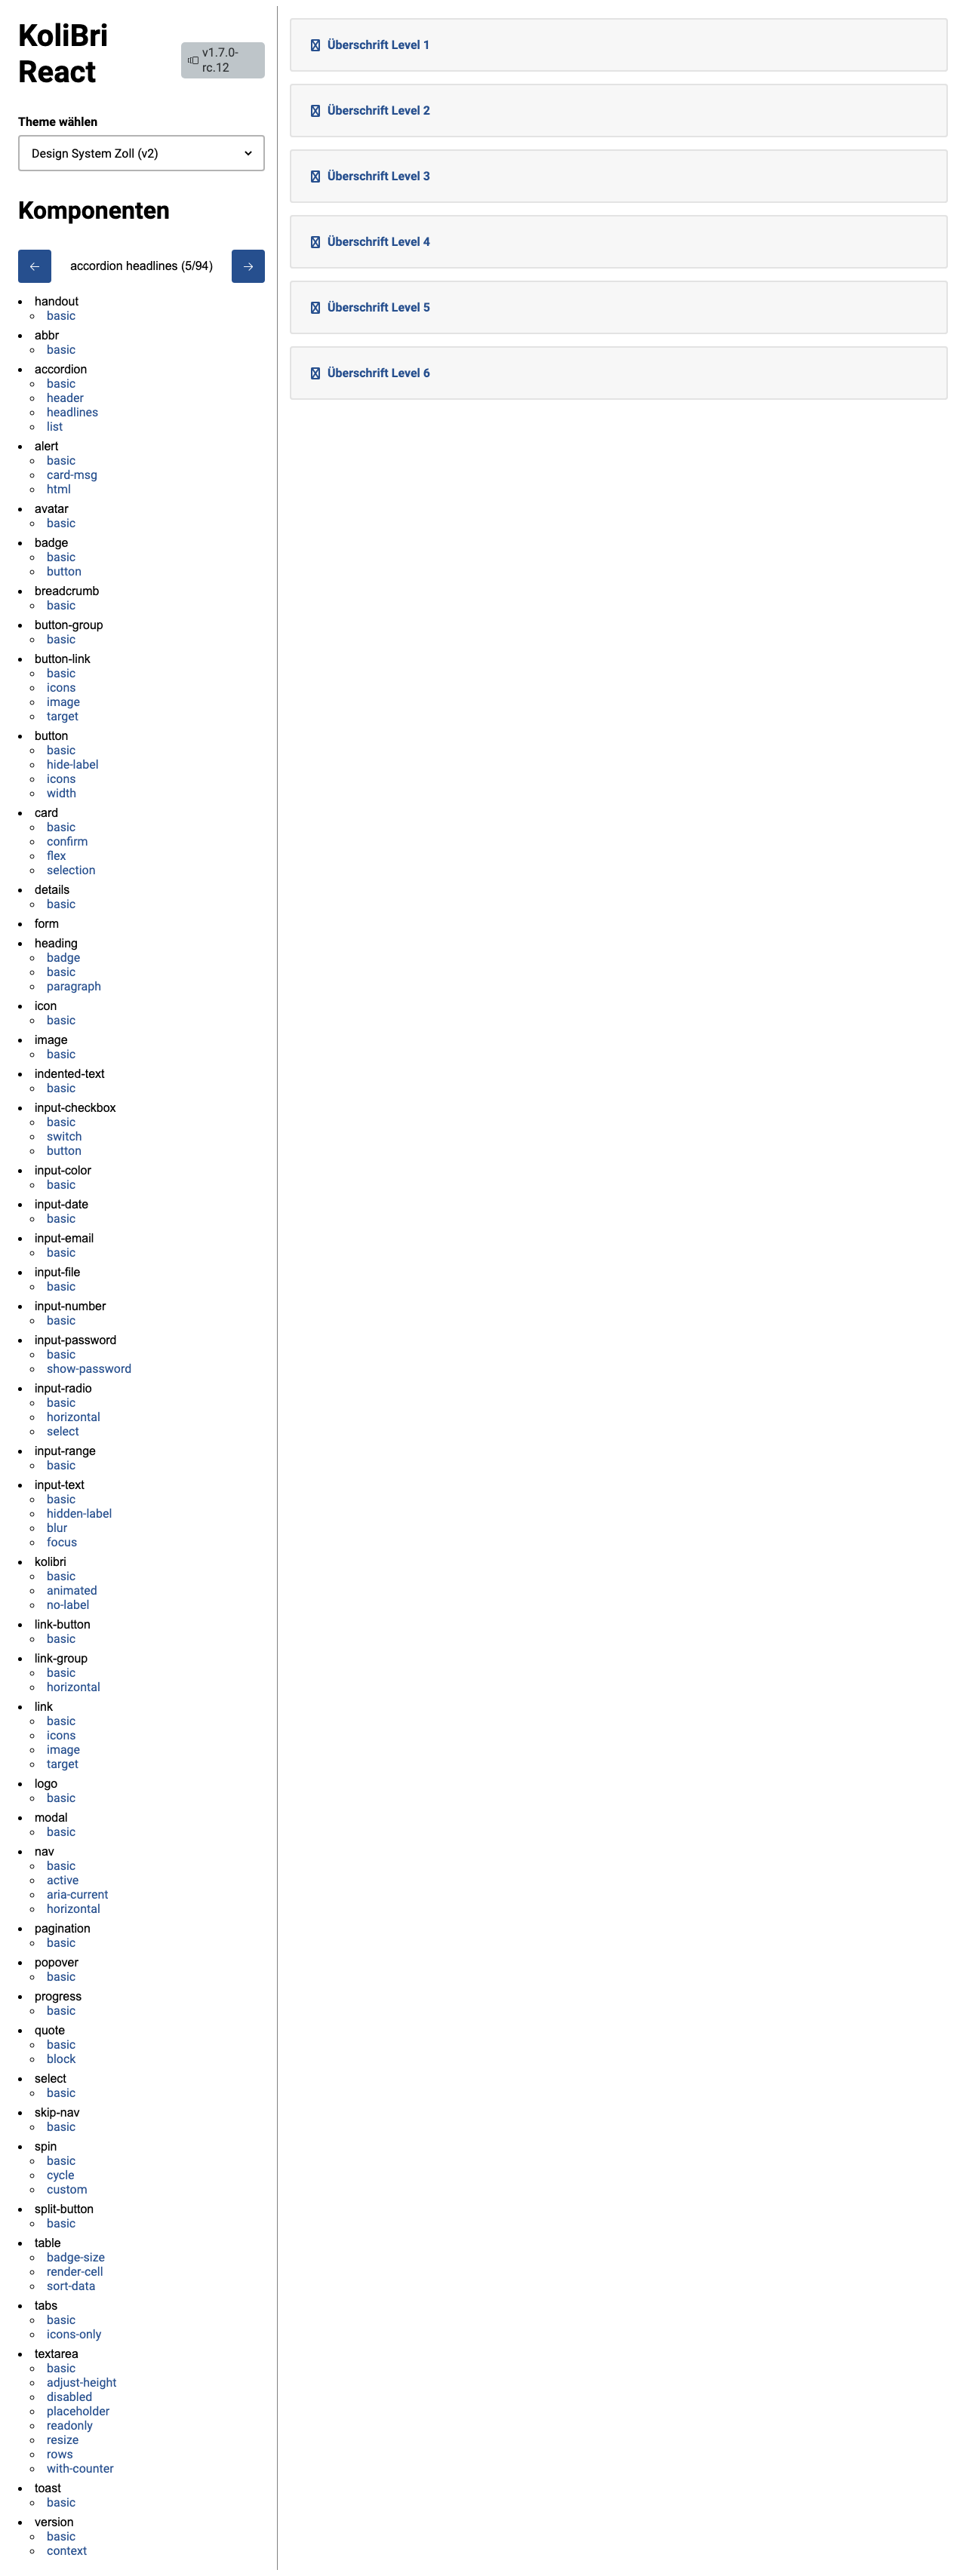 KoliBri
React
v1.7.0-
rc.12
Theme wählen
Design System Zoll (v2)
Komponenten
← accordion headlines (5/94) →
handout
basic
abbr
basic
accordion
basic
header
headlines
list
alert
basic
card-msg
html
avatar
basic
badge
basic
button
breadcrumb
basic
button-group
basic
button-link
basic
icons
image
target
button
basic
hide-label
icons
width
card
basic
confirm
flex
selection
details
basic
form
heading
badge
basic
paragraph
icon
basic
image
basic
indented-text
basic
input-checkbox
basic
switch
button
input-color
basic
input-date
basic
input-email
basic
input-file
basic
input-number
basic
input-password
basic
show-password
input-radio
basic
horizontal
select
input-range
basic
input-text
basic
hidden-label
blur
focus
kolibri
basic
animated
no-label
link-button
basic
link-group
basic
horizontal
link
basic
icons
image
target
logo
basic
modal
basic
nav
basic
active
aria-current
horizontal
pagination
basic
popover
basic
progress
basic
quote
basic
block
select
basic
skip-nav
basic
spin
basic
cycle
custom
split-button
basic
table
badge-size
render-cell
sort-data
tabs
basic
icons-only
textarea
basic
adjust-height
disabled
placeholder
readonly
resize
rows
with-counter
toast
basic
version
basic
context
Überschrift Level 1
Überschrift Level 2
Überschrift Level 3
Überschrift Level 4
Überschrift Level 5
Überschrift Level 6